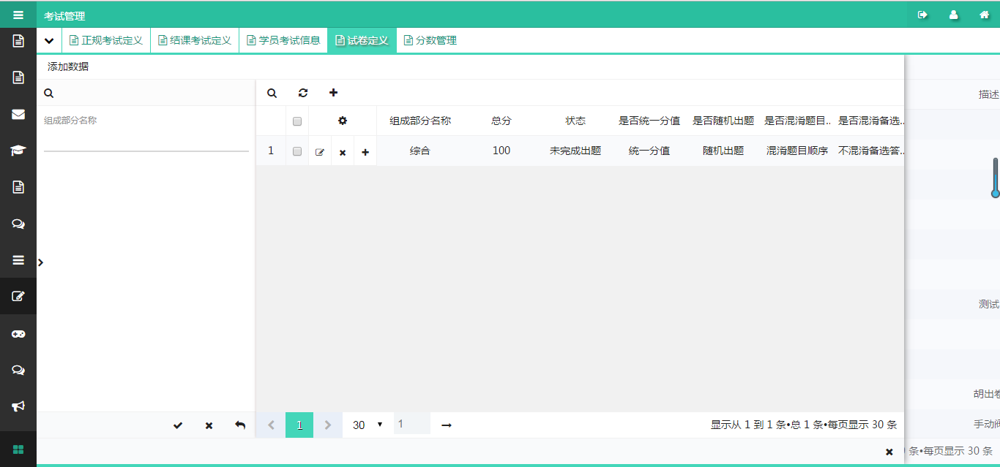 考试管理
正规考试定义 结课考试定义 学员考试信息 试卷定义 分数管理
添加数据
描述
组成部分名称
组成部分名称 总分 状态 是否统一分值 是否随机出题 是否混淆题目.. 是否混淆备选..
1 综合 100 未完成出题 统一分值 随机出题 混淆题目顺序 不混淆备选答..
测试
胡出卷
手动阅
1 30 1 显示从 1 到 1 条•总 1 条•每页显示 30 条
条•每页显示 30 条